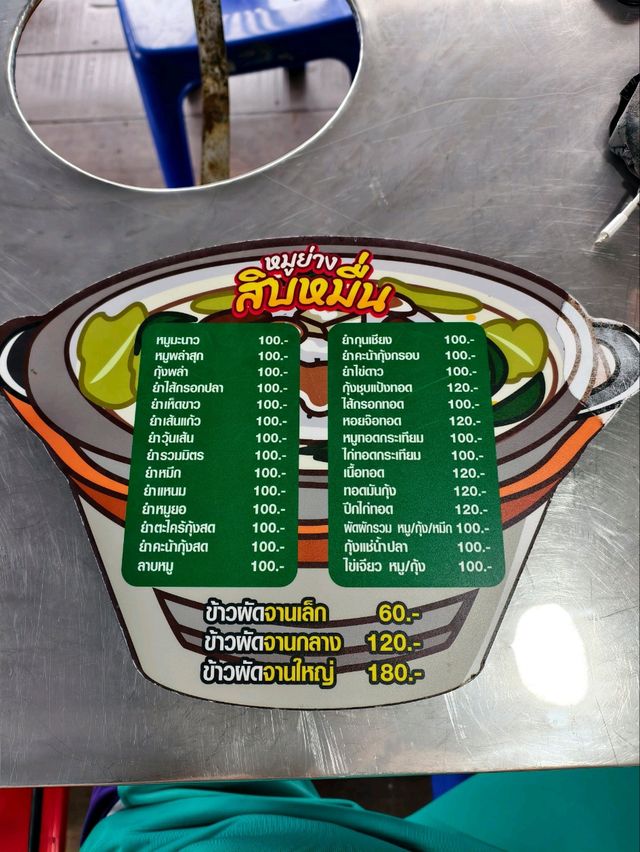 หมูย่าง
สิบหมื่น
หมูมะนาว 100.-
หมูพล่าสุก 100.-
กุ้งพล่า 100.-
ยำไส้กรอกปลา 100.-
ยำเห็ดขาว 100.-
ยำเส้นแก้ว 100.-
ยำวุ้นเส้น 100.-
ยำรวมมิตร 100.-
ยำหมึก 100.-
ยำแหนม 100.-
ยำหมูยอ 100.-
ยำตะไคร้กุ้งสด 100.-
ยำคะน้ากุ้งสด 100.-
ลาบหมู 100.-
ยำกุนเชียง 100.-
ยำคะน้ากุ้งกรอบ 100.-
ยำไข่ดาว 100.-
กุ้งชุบแป้งทอด 120.-
ไส้กรอกทอด 100.-
หอยจ๊อทอด 120.-
หมูทอดกระเทียม 100.-
ไก่ทอดกระเทียม 100.-
เนื้อทอด 120.-
ทอดมันกุ้ง 120.-
ปีกไก่ทอด 120.-
ผัดผักรวม หมู/กุ้ง/หมึก 100.-
กุ้งแช่น้ำปลา 100.-
ไข่เจียว หมู/กุ้ง 100.-
ข้าวผัดจานเล็ก 60.-
ข้าวผัดจานกลาง 120.-
ข้าวผัดจานใหญ่ 180.-